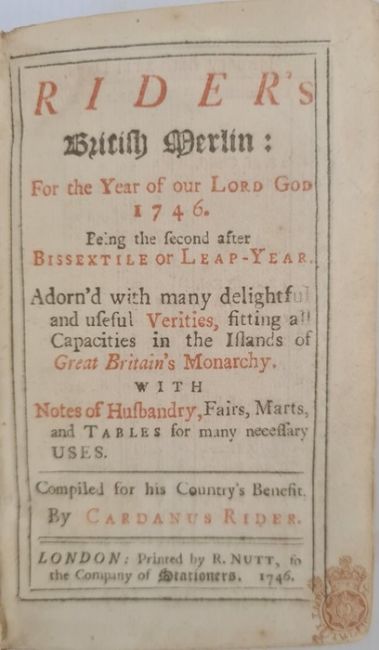 RIDER's
British Merlin:
For the Year of our LORD GOD
1746.
Being the ſecond after
BISSEXTILE or LEAP-YEAR.
Adorn'd with many delightful
and uſeful Verities, fitting all
Capacities in the Iſlands of
Great Britain's Monarchy.
WITH
Notes of Huſbandry, Fairs, Marts,
and TABLES for many neceſſary
USES.
Compiled for his Country's Benefit.
By CARDANUS RIDER.
LONDON: Printed by R. NUTT, for
the Company of Stationers. 1746.